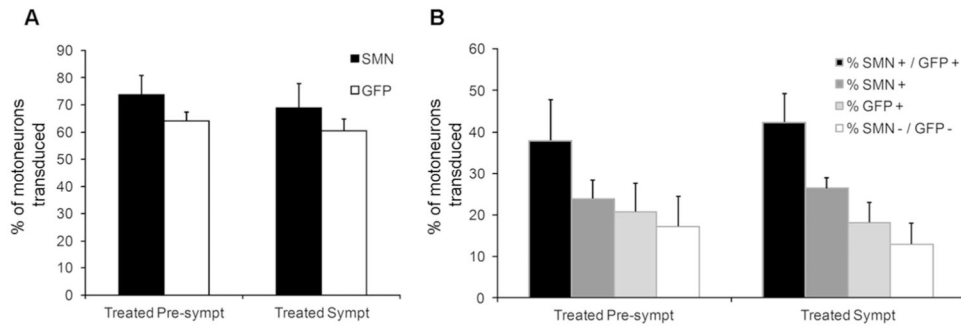 A
% of motoneurons
transduced
90
80
70
60
50
40
30
20
10
0
SMN
GFP
Treated Pre-sympt
Treated Sympt
B
% of motoneurons
transduced
60
50
40
30
20
10
0
% SMN + / GFP +
% SMN +
% GFP +
% SMN - / GFP -
Treated Pre-sympt
Treated Sympt